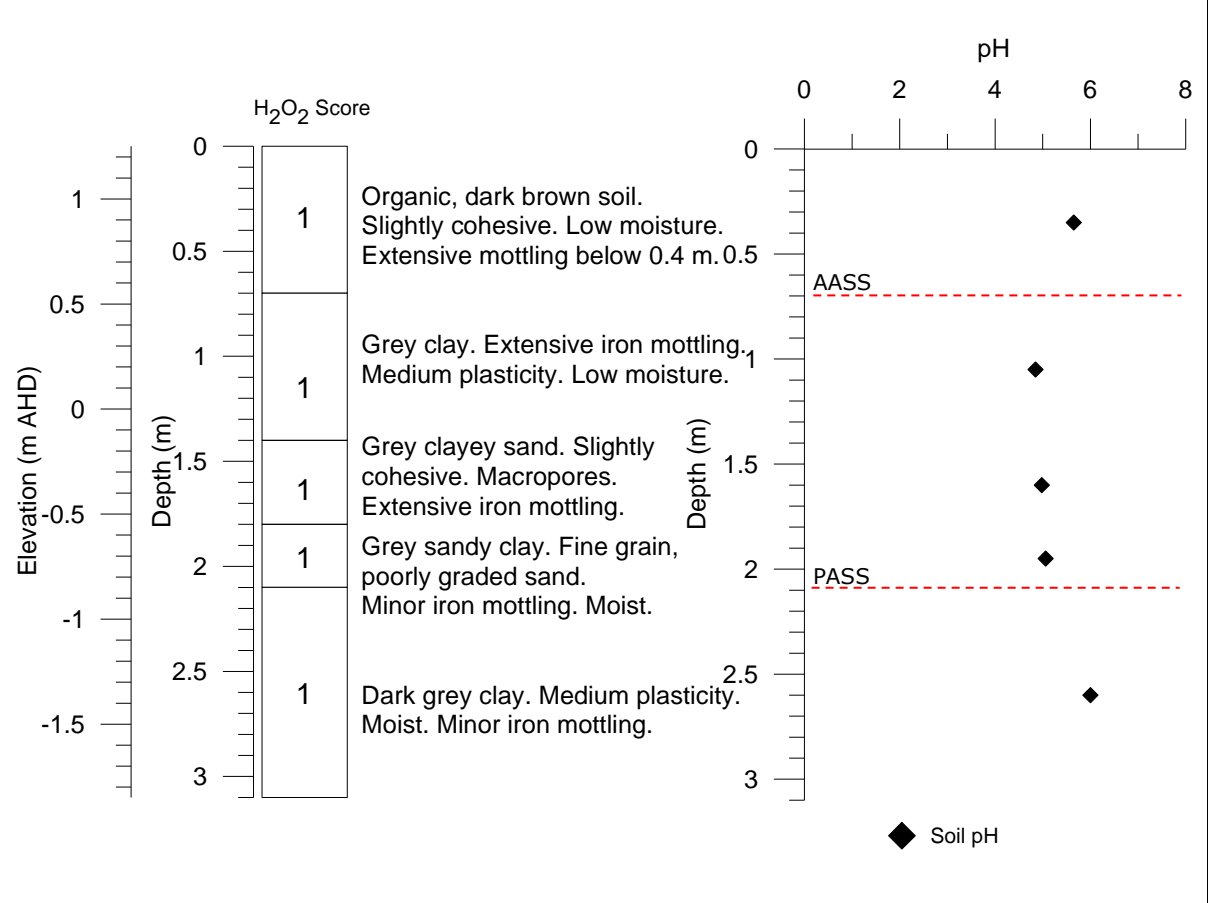 pH
0 2 4 6 8
H2O2 Score
Elevation (m AHD)
1
0.5
0
-0.5
-1
-1.5
Depth (m)
0
0.5
1
1.5
2
2.5
3
1
Organic, dark brown soil.
Slightly cohesive. Low moisture.
Extensive mottling below 0.4 m.
1
Grey clay. Extensive iron mottling.
Medium plasticity. Low moisture.
1
Grey clayey sand. Slightly
cohesive. Macropores.
Extensive iron mottling.
1
Grey sandy clay. Fine grain,
poorly graded sand.
Minor iron mottling. Moist.
1
Dark grey clay. Medium plasticity.
Moist. Minor iron mottling.
Depth (m)
0
0.5
1
1.5
2
2.5
3
AASS
PASS
Soil pH